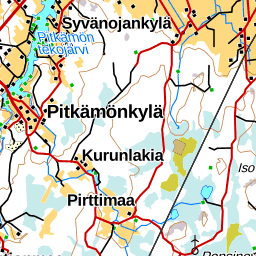 Syvänojankylä
Pitkämön
tekojärvi
Pitkämönkylä
Kurunlakia
Iso
Pirttimaa